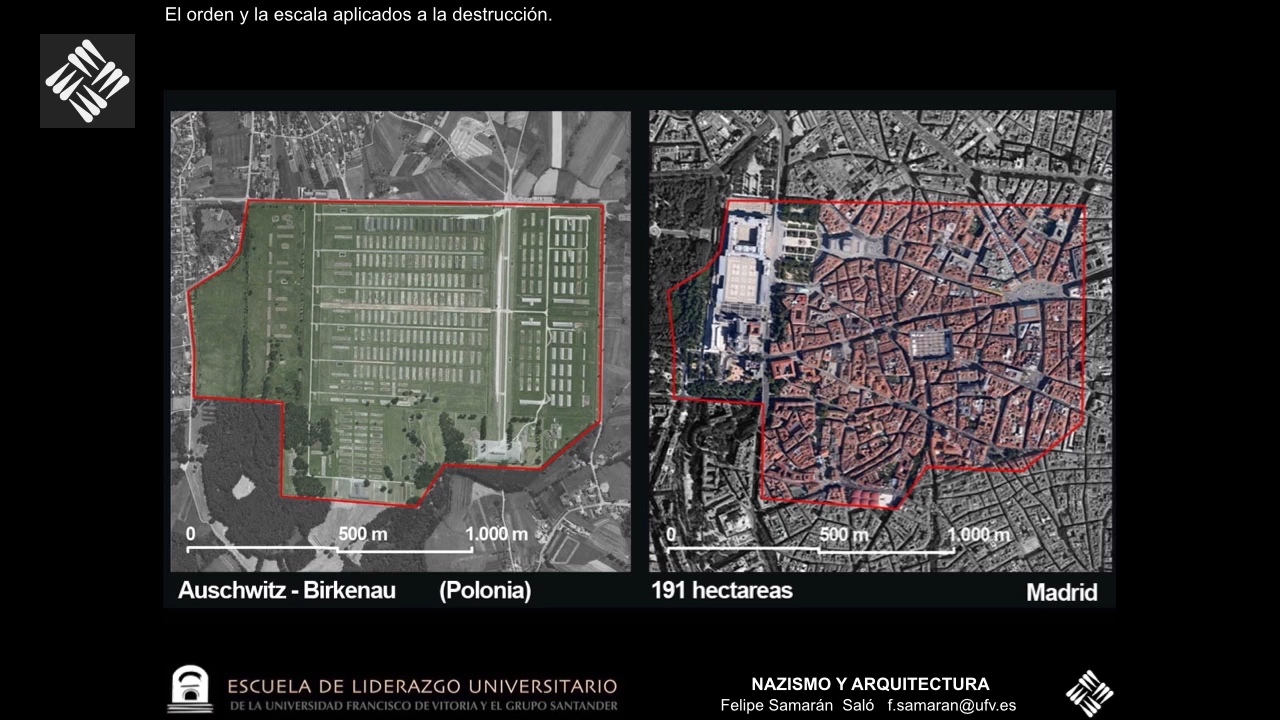 El orden y la escala aplicados a la destrucción.
0 500 m 1.000 m
0 500 m 1.000 m
Auschwitz - Birkenau (Polonia)
191 hectareas Madrid
ESCUELA DE LIDERAZGO UNIVERSITARIO
DE LA UNIVERSIDAD FRANCISCO DE VITORIA Y EL GRUPO SANTANDER
NAZISMO Y ARQUITECTURA
Felipe Samarán Saló f.samaran@ufv.es